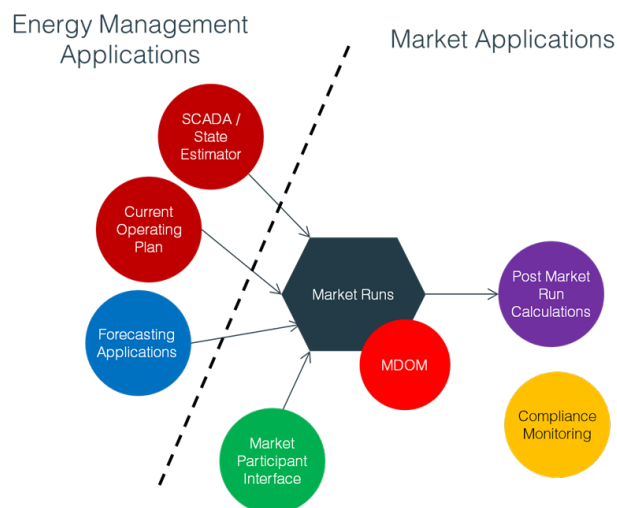 Energy Management
Applications
Market Applications
SCADA /
State
Estimator
Current
Operating
Plan
Forecasting
Applications
Market Runs
MDOM
Market
Participant
Interface
Post Market
Run
Calculations
Compliance
Monitoring